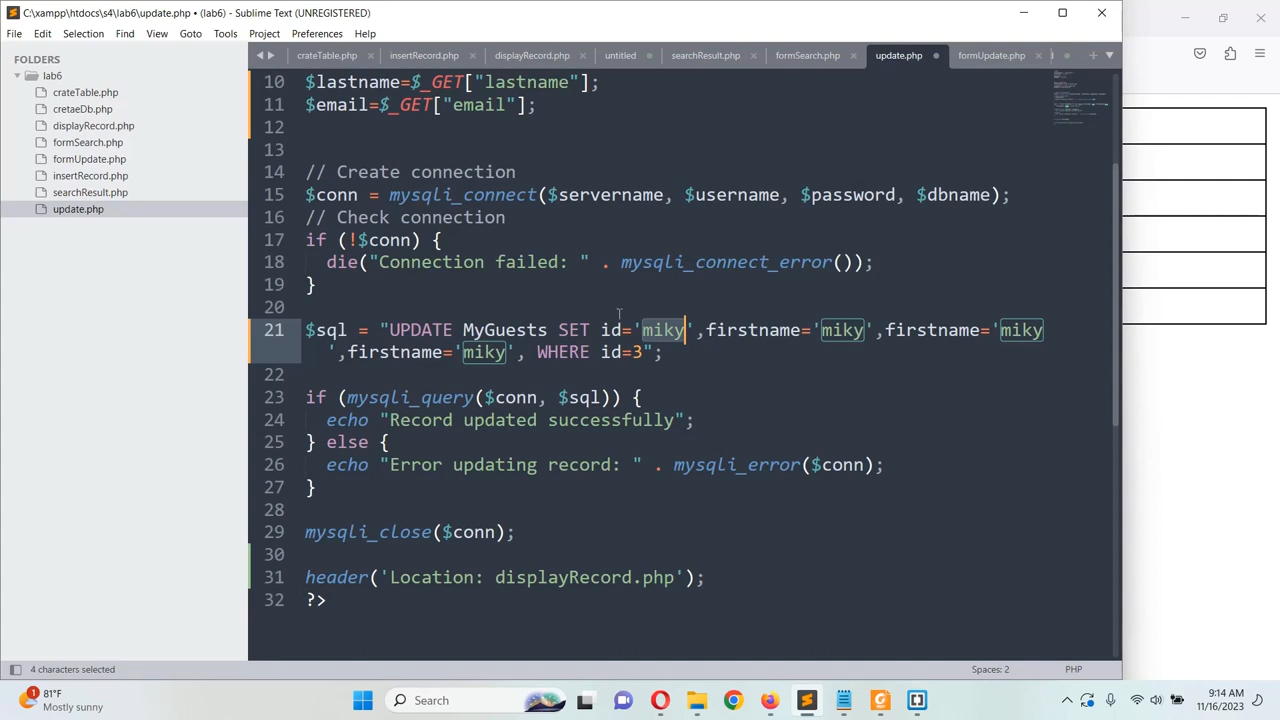 C:\xampp\htdocs\s4\lab6\update.php • (lab6) - Sublime Text (UNREGISTERED)
File Edit Selection Find View Goto Tools Project Preferences Help
FOLDERS
lab6
crateTable.php
cretaeDb.php
displayRecord.php
formSearch.php
formUpdate.php
insertRecord.php
searchResult.php
update.php
crateTable.php insertRecord.php displayRecord.php untitled searchResult.php formSearch.php update.php formUpdate.php
10 $lastname=$_GET["lastname"];
11 $email=$_GET["email"];
12
13
14 // Create connection
15 $conn = mysqli_connect($servername, $username, $password, $dbname);
16 // Check connection
17 if (!$conn) {
18 die("Connection failed: " . mysqli_connect_error());
19 }
20
21 $sql = "UPDATE MyGuests SET id='miky',firstname='miky',firstname='miky
',firstname='miky', WHERE id=3";
22
23 if (mysqli_query($conn, $sql)) {
24 echo "Record updated successfully";
25 } else {
26 echo "Error updating record: " . mysqli_error($conn);
27 }
28
29 mysqli_close($conn);
30
31 header('Location: displayRecord.php');
32 ?>
4 characters selected
Spaces: 2
PHP
1
81°F
Mostly sunny
Search
9:14 AM
11/16/2023